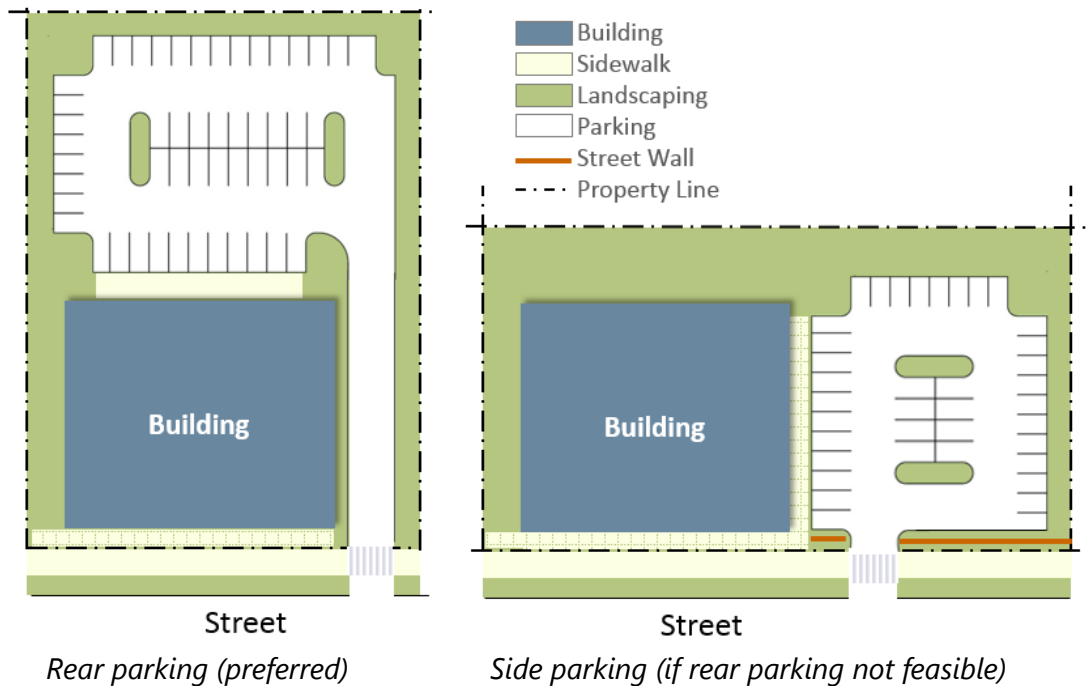 Building
Sidewalk
Landscaping
Parking
Street Wall
Property Line
Building
Building
Street
Street
Rear parking (preferred)
Side parking (if rear parking not feasible)